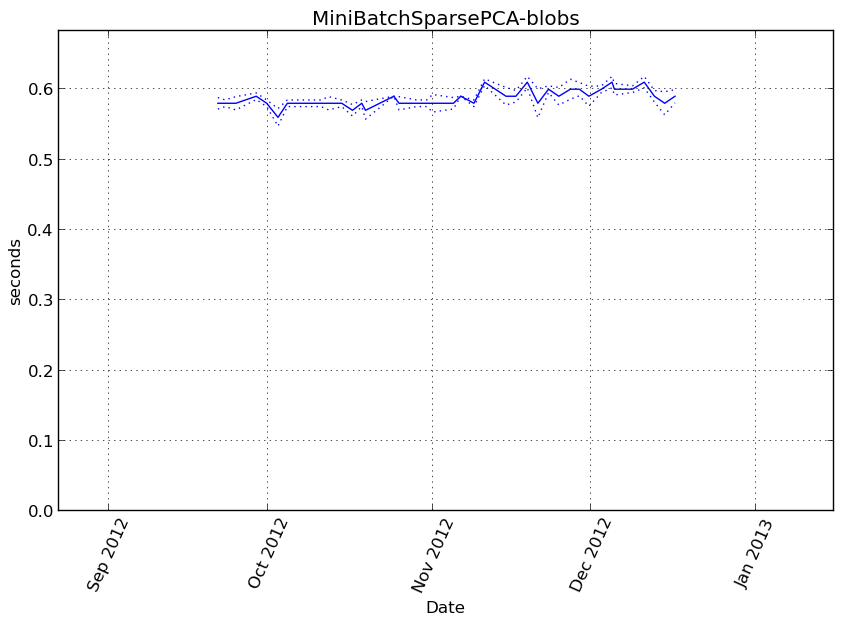 MiniBatchSparsePCA-blobs
0.6
0.5
0.4
0.3
0.2
0.1
0.0
seconds
Sep 2012
Oct 2012
Nov 2012
Dec 2012
Jan 2013
Date